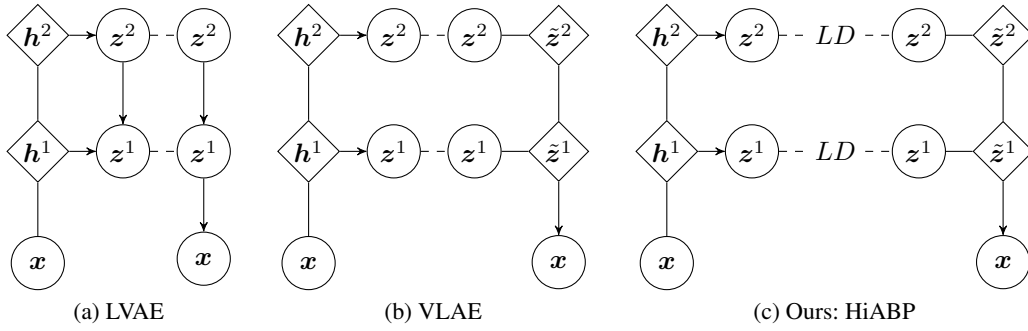 h² z² z² h² z² z² z̃² h² z² LD z² z̃²
h¹ z¹ z¹ h¹ z¹ z¹ z̃¹ h¹ z¹ LD z¹ z̃¹
x x x x x x
(a) LVAE (b) VLAE (c) Ours: HiABP